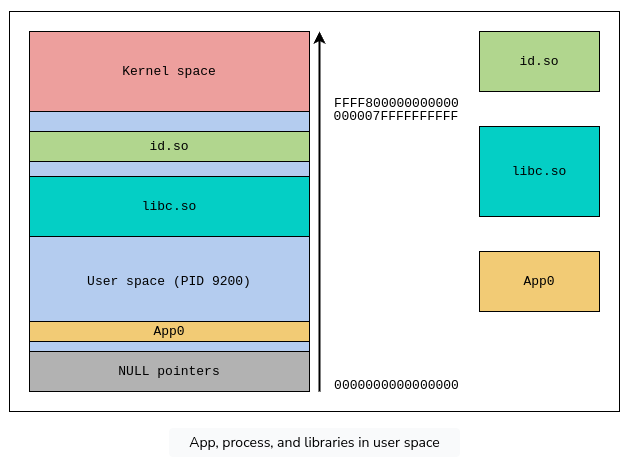 Kernel space
FFFF800000000000
000007FFFFFFFFFF
id.so
libc.so
User space (PID 9200)
App0
NULL pointers
0000000000000000
id.so
libc.so
App0
App, process, and libraries in user space